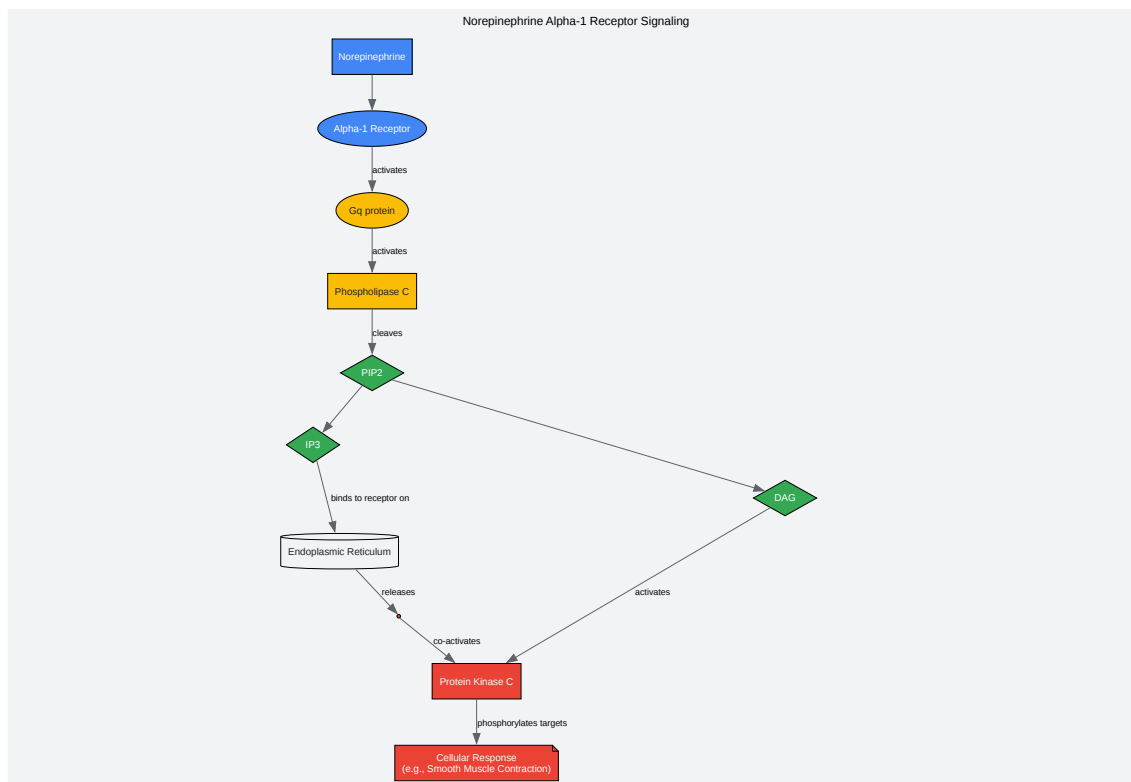 Norepinephrine Alpha-1 Receptor Signaling
Norepinephrine
Alpha-1 Receptor
activates
Gq protein
activates
Phospholipase C
cleaves
PIP2
IP3
DAG
binds to receptor on
Endoplasmic Reticulum
releases
activates
co-activates
Protein Kinase C
phosphorylates targets
Cellular Response
(e.g., Smooth Muscle Contraction)